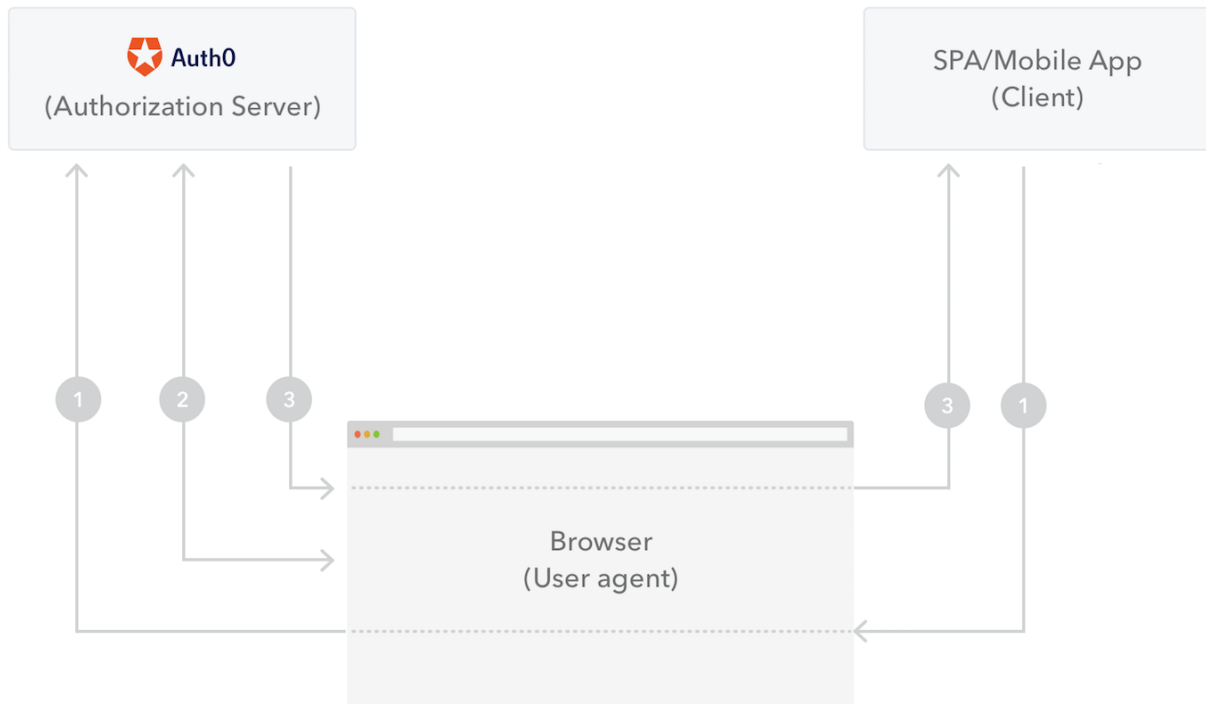 Auth0
(Authorization Server)
SPA/Mobile App
(Client)
1
2
3
3
1
Browser
(User agent)